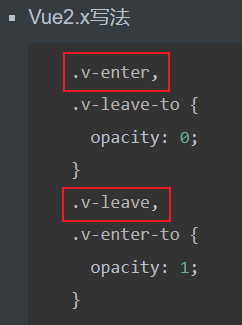 Vue2.x写法
.v-enter,
.v-leave-to {
  opacity: 0;
}
.v-leave,
.v-enter-to {
  opacity: 1;
}